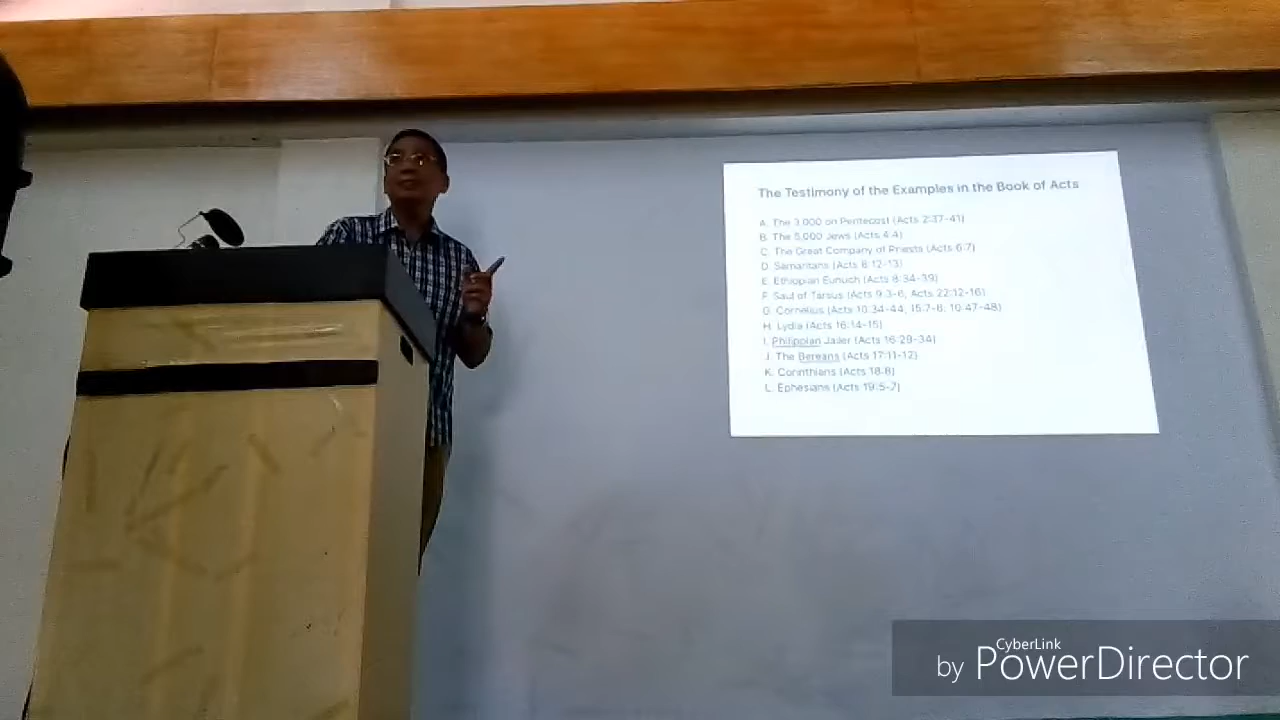 The Testimony of the Examples in the Book of Acts
A. The 3,000 on Pentecost (Acts 2:37-41)
B. The 5,000 Jews (Acts 4:4)
C. The Great Company of Priests (Acts 6:7)
D. Samaritans (Acts 8:12-13)
E. Ethiopian Eunuch (Acts 8:34-39)
F. Saul of Tarsus (Acts 9:3-6, Acts 22:12-16)
G. Cornelius (Acts 10:34-44, 15:7-8, 10:47-48)
H. Lydia (Acts 16:14-15)
I. Philippian Jailer (Acts 16:29-34)
J. The Bereans (Acts 17:11-12)
K. Corinthians (Acts 18:8)
L. Ephesians (Acts 19:5-7)
CyberLink
by PowerDirector